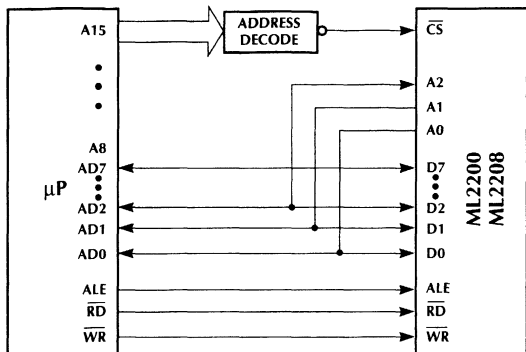 A15
ADDRESS
DECODE
CS
A2
A1
A0
A8
AD7
D7
μP
AD2
D2
AD1
D1
AD0
D0
ALE
ALE
RD
RD
WR
WR
ML2200
ML2208